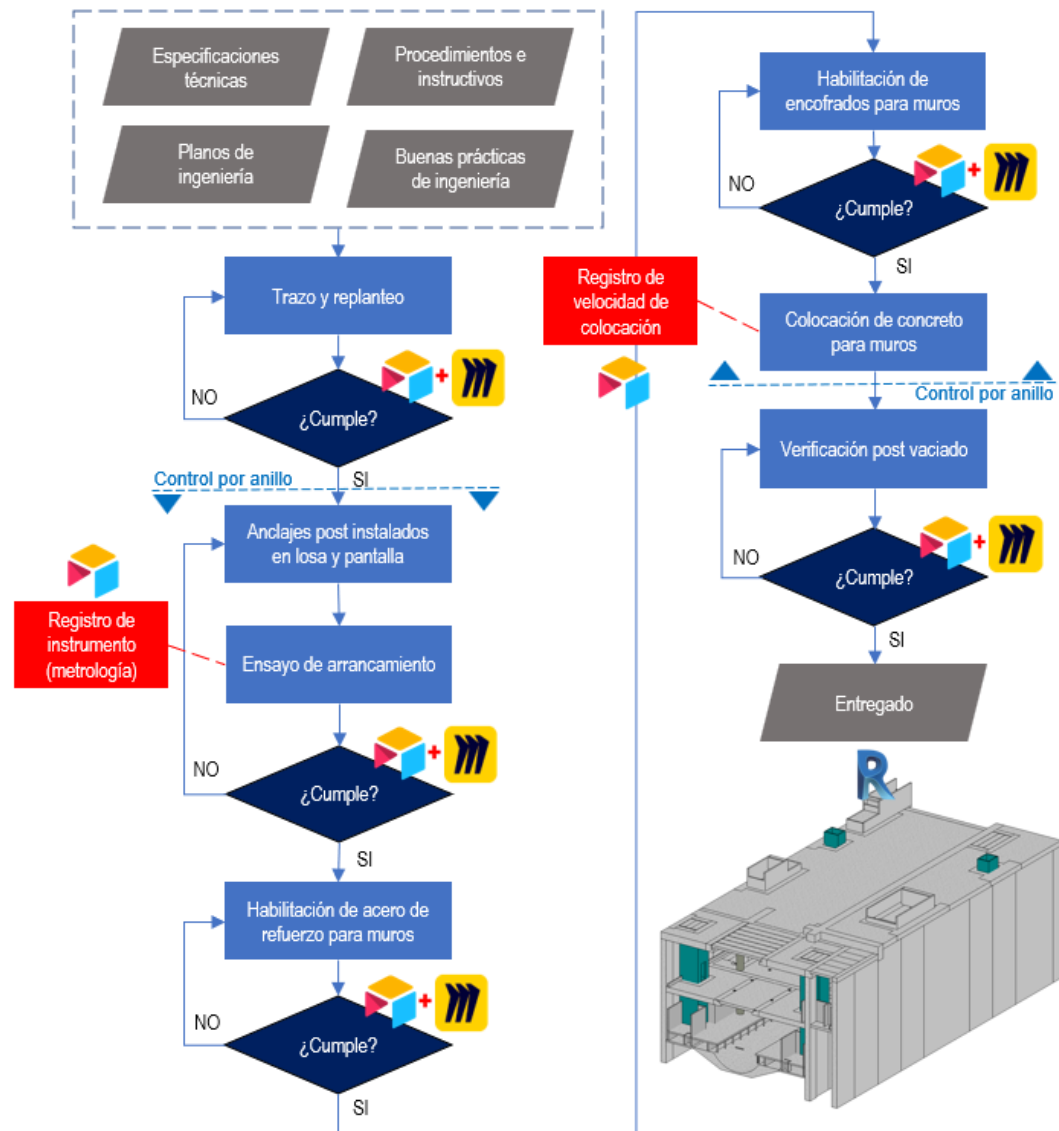 Especificaciones
técnicas
Procedimientos e
instructivos
Planos de
ingeniería
Buenas prácticas
de ingeniería
Trazo y replanteo
NO
¿Cumple?
SI
Control por anillo
Anclajes post instalados
en losa y pantalla
Registro de
instrumento
(metrología)
Ensayo de arrancamiento
NO
¿Cumple?
SI
Habilitación de acero de
refuerzo para muros
NO
¿Cumple?
SI
Habilitación de
encofrados para muros
NO
¿Cumple?
SI
Registro de
velocidad de
colocación
Colocación de concreto
para muros
Control por anillo
Verificación post vaciado
NO
¿Cumple?
SI
Entregado
R